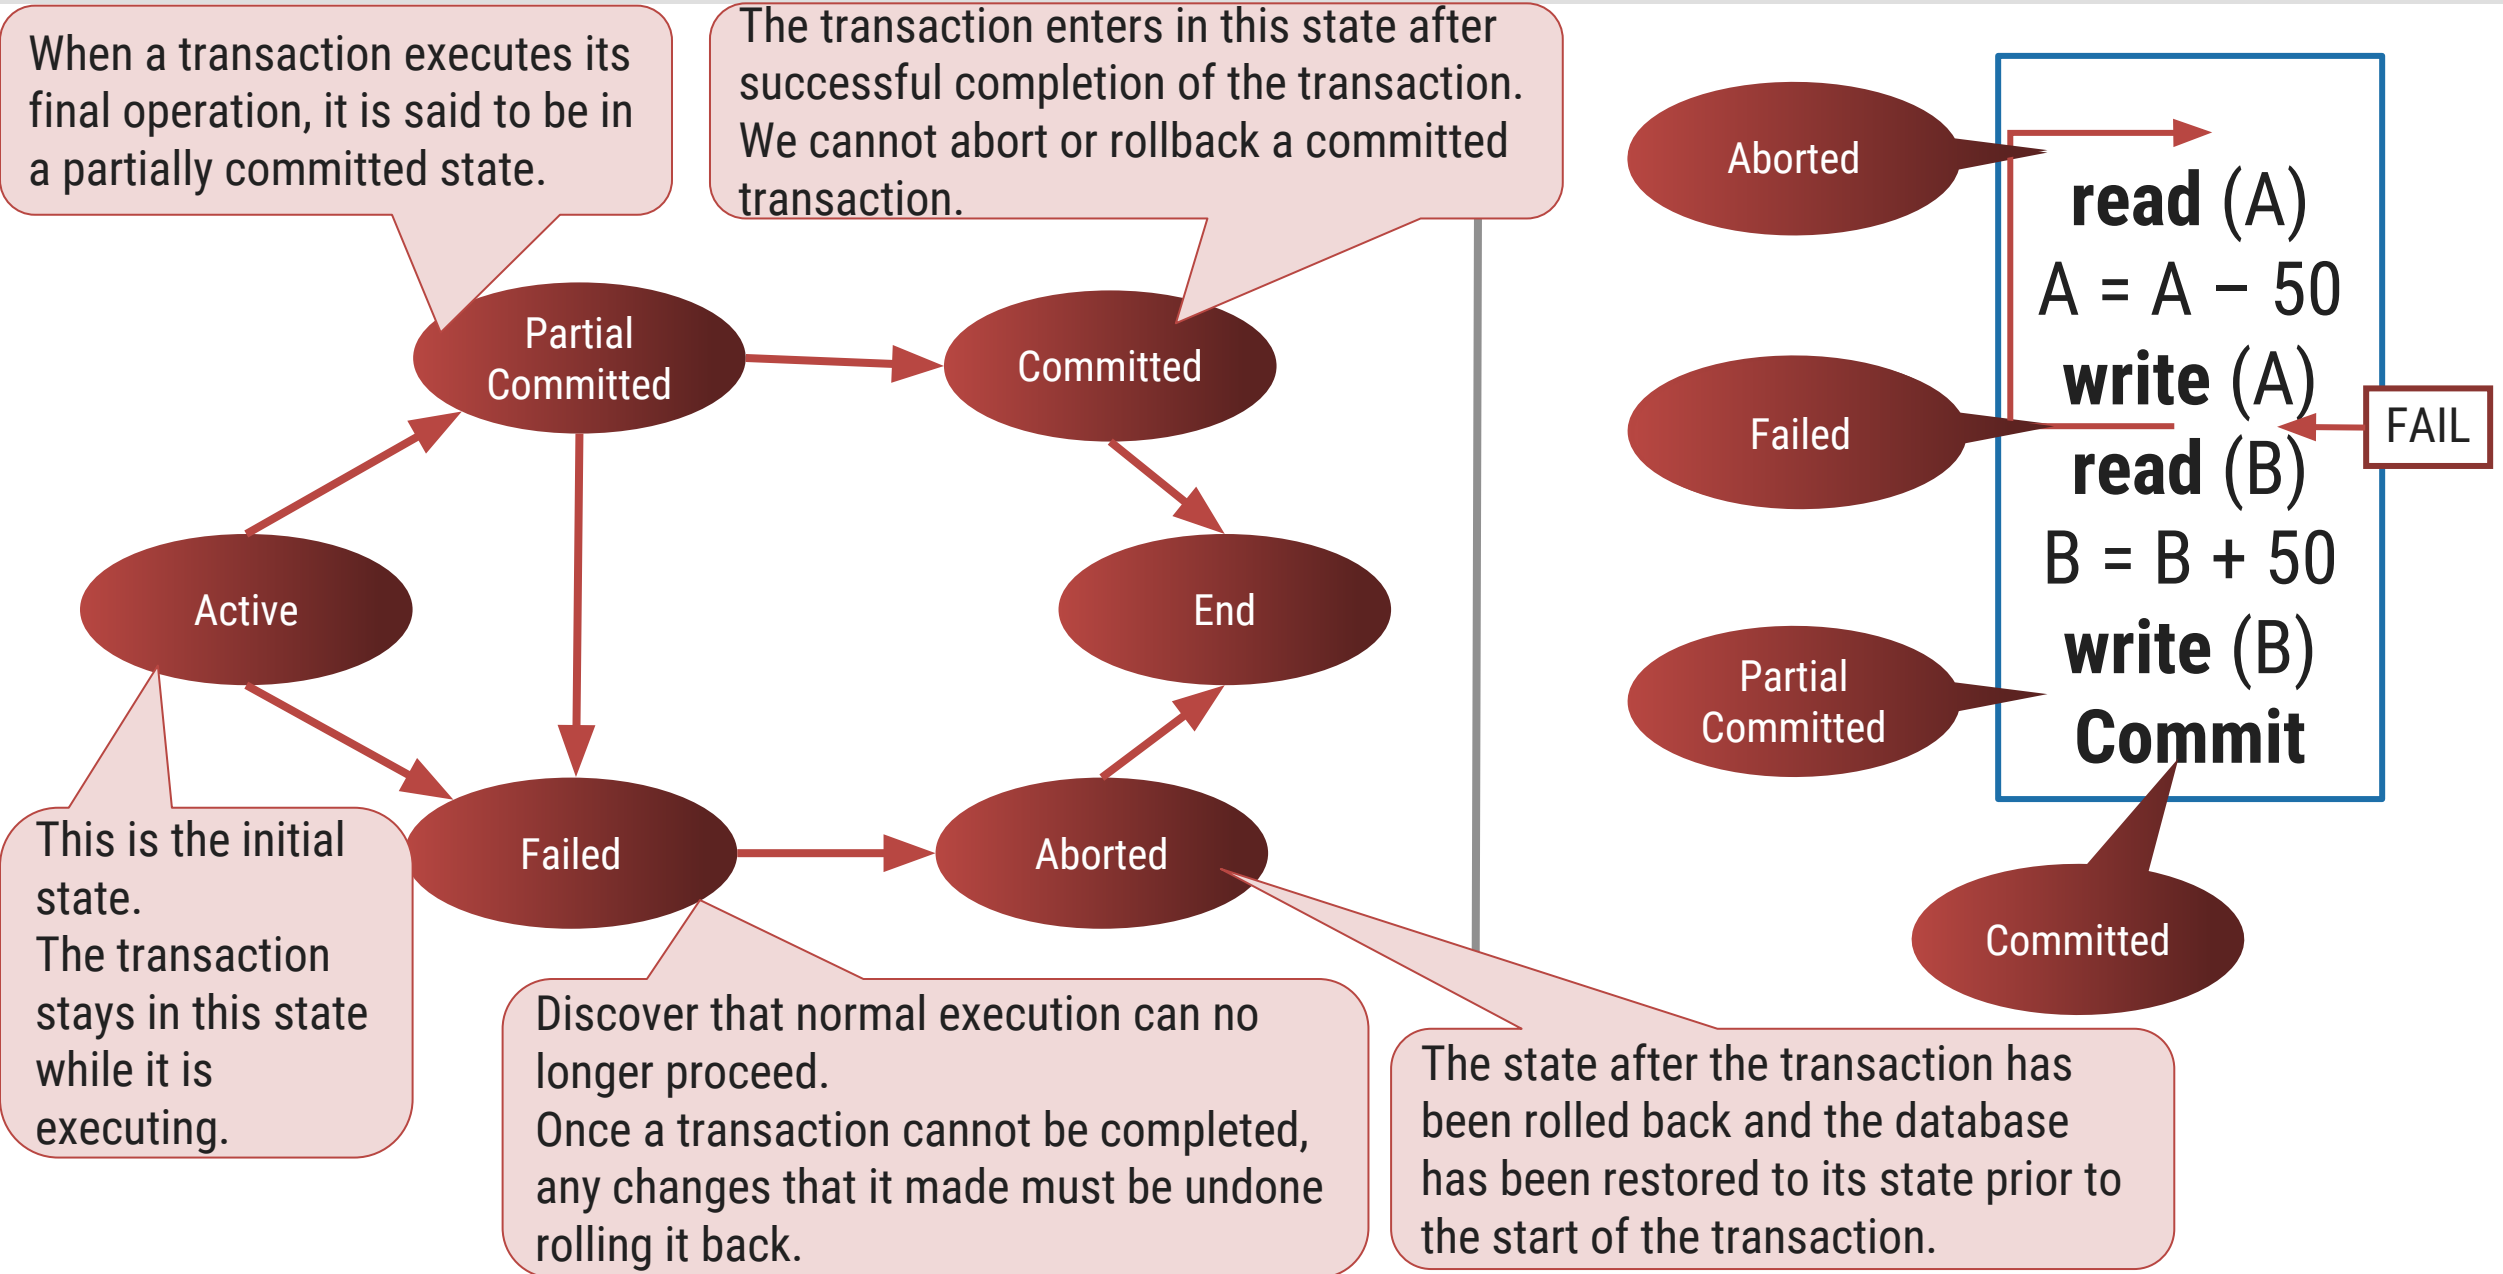 When a transaction executes its
final operation, it is said to be in
a partially committed state.
The transaction enters in this state after
successful completion of the transaction.
We cannot abort or rollback a committed
transaction.
Partial
Committed
Committed
Active
End
Failed
Aborted
This is the initial
state.
The transaction
stays in this state
while it is
executing.
Discover that normal execution can no
longer proceed.
Once a transaction cannot be completed,
any changes that it made must be undone
rolling it back.
The state after the transaction has
been rolled back and the database
has been restored to its state prior to
the start of the transaction.
Aborted
Failed
Partial
Committed
Committed
read (A)
A = A – 50
write (A)
FAIL
read (B)
B = B + 50
write (B)
Commit